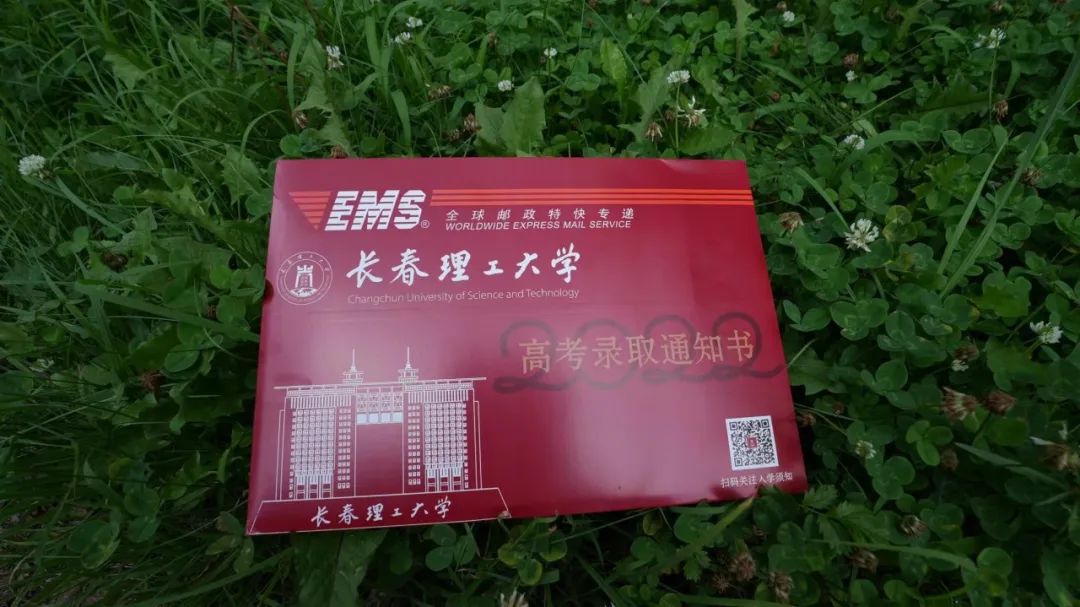 EMS®
全球邮政特快专递
WORLDWIDE EXPRESS MAIL SERVICE
长春理工大学
Changchun University of Science and Technology
2022
高考录取通知书
扫码关注入学须知
长春理工大学